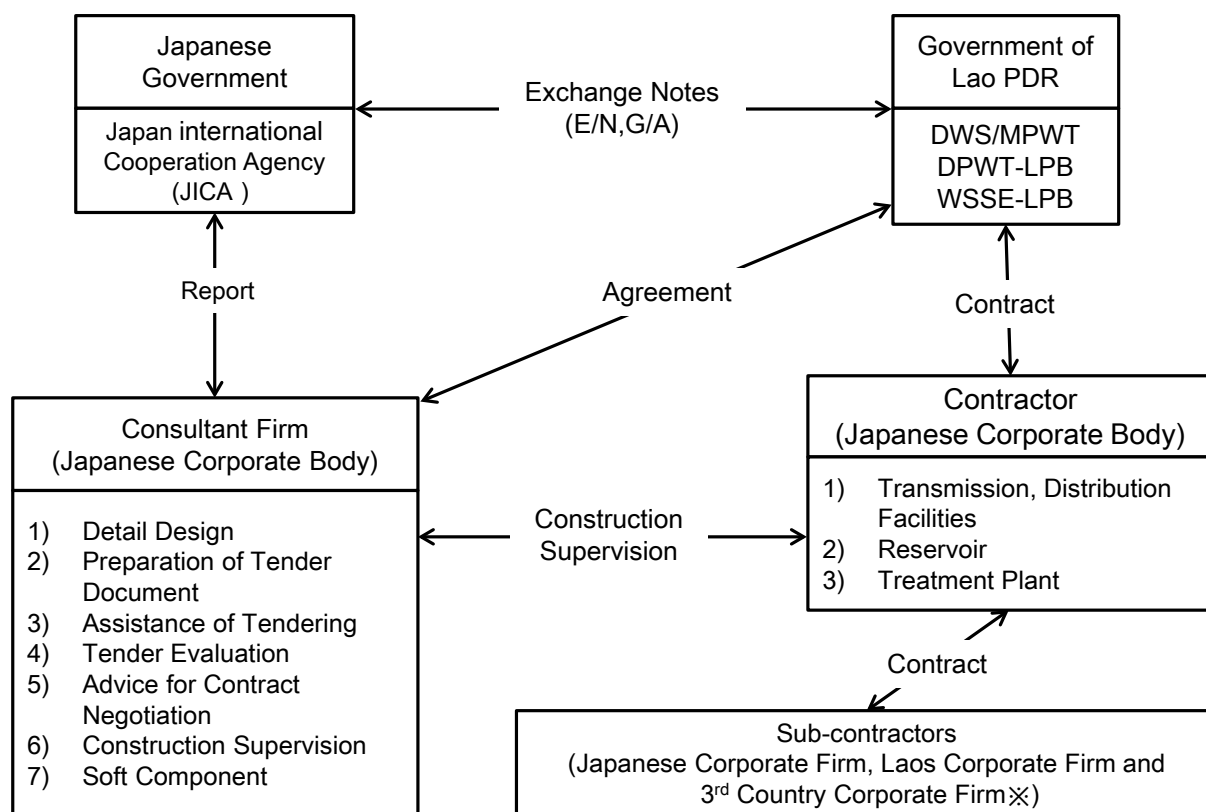 Japanese
Government
Japan international
Cooperation Agency
(JICA )
Exchange Notes
(E/N,G/A)
Government of
Lao PDR
DWS/MPWT
DPWT-LPB
WSSE-LPB
Report
Agreement
Contract
Consultant Firm
(Japanese Corporate Body)
1) Detail Design
2) Preparation of Tender
Document
3) Assistance of Tendering
4) Tender Evaluation
5) Advice for Contract
Negotiation
6) Construction Supervision
7) Soft Component
Construction
Supervision
Contractor
(Japanese Corporate Body)
1) Transmission, Distribution
Facilities
2) Reservoir
3) Treatment Plant
Contract
Sub-contractors
(Japanese Corporate Firm, Laos Corporate Firm and
3rd Country Corporate Firm※)